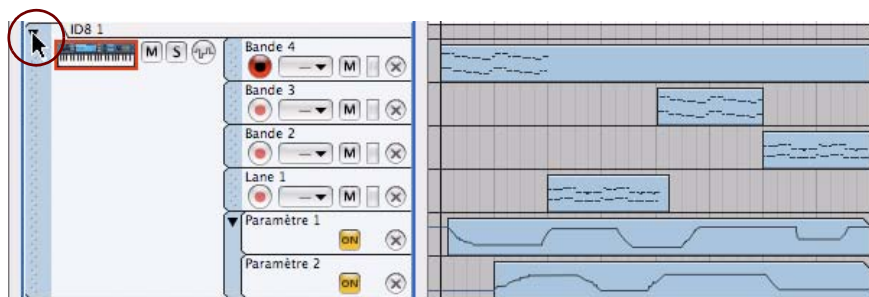 ID8 1
M S
Bande 4
— M
Bande 3
— M
Bande 2
— M
Lane 1
— M
Paramètre 1
ON
Paramètre 2
ON